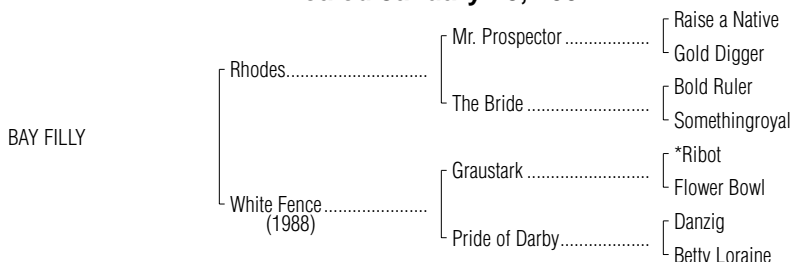 Raise a Native
Mr. Prospector
Gold Digger
Rhodes
Bold Ruler
The Bride
Somethingroyal
BAY FILLY
*Ribot
Graustark
Flower Bowl
White Fence
(1988)
Danzig
Pride of Darby
Betty Loraine